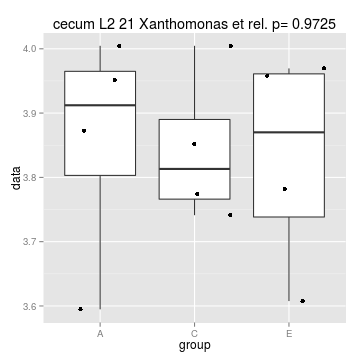 cecum L2 21 Xanthomonas et rel. p= 0.9725
4.0
3.9
3.8
3.7
3.6
data
A C E
group